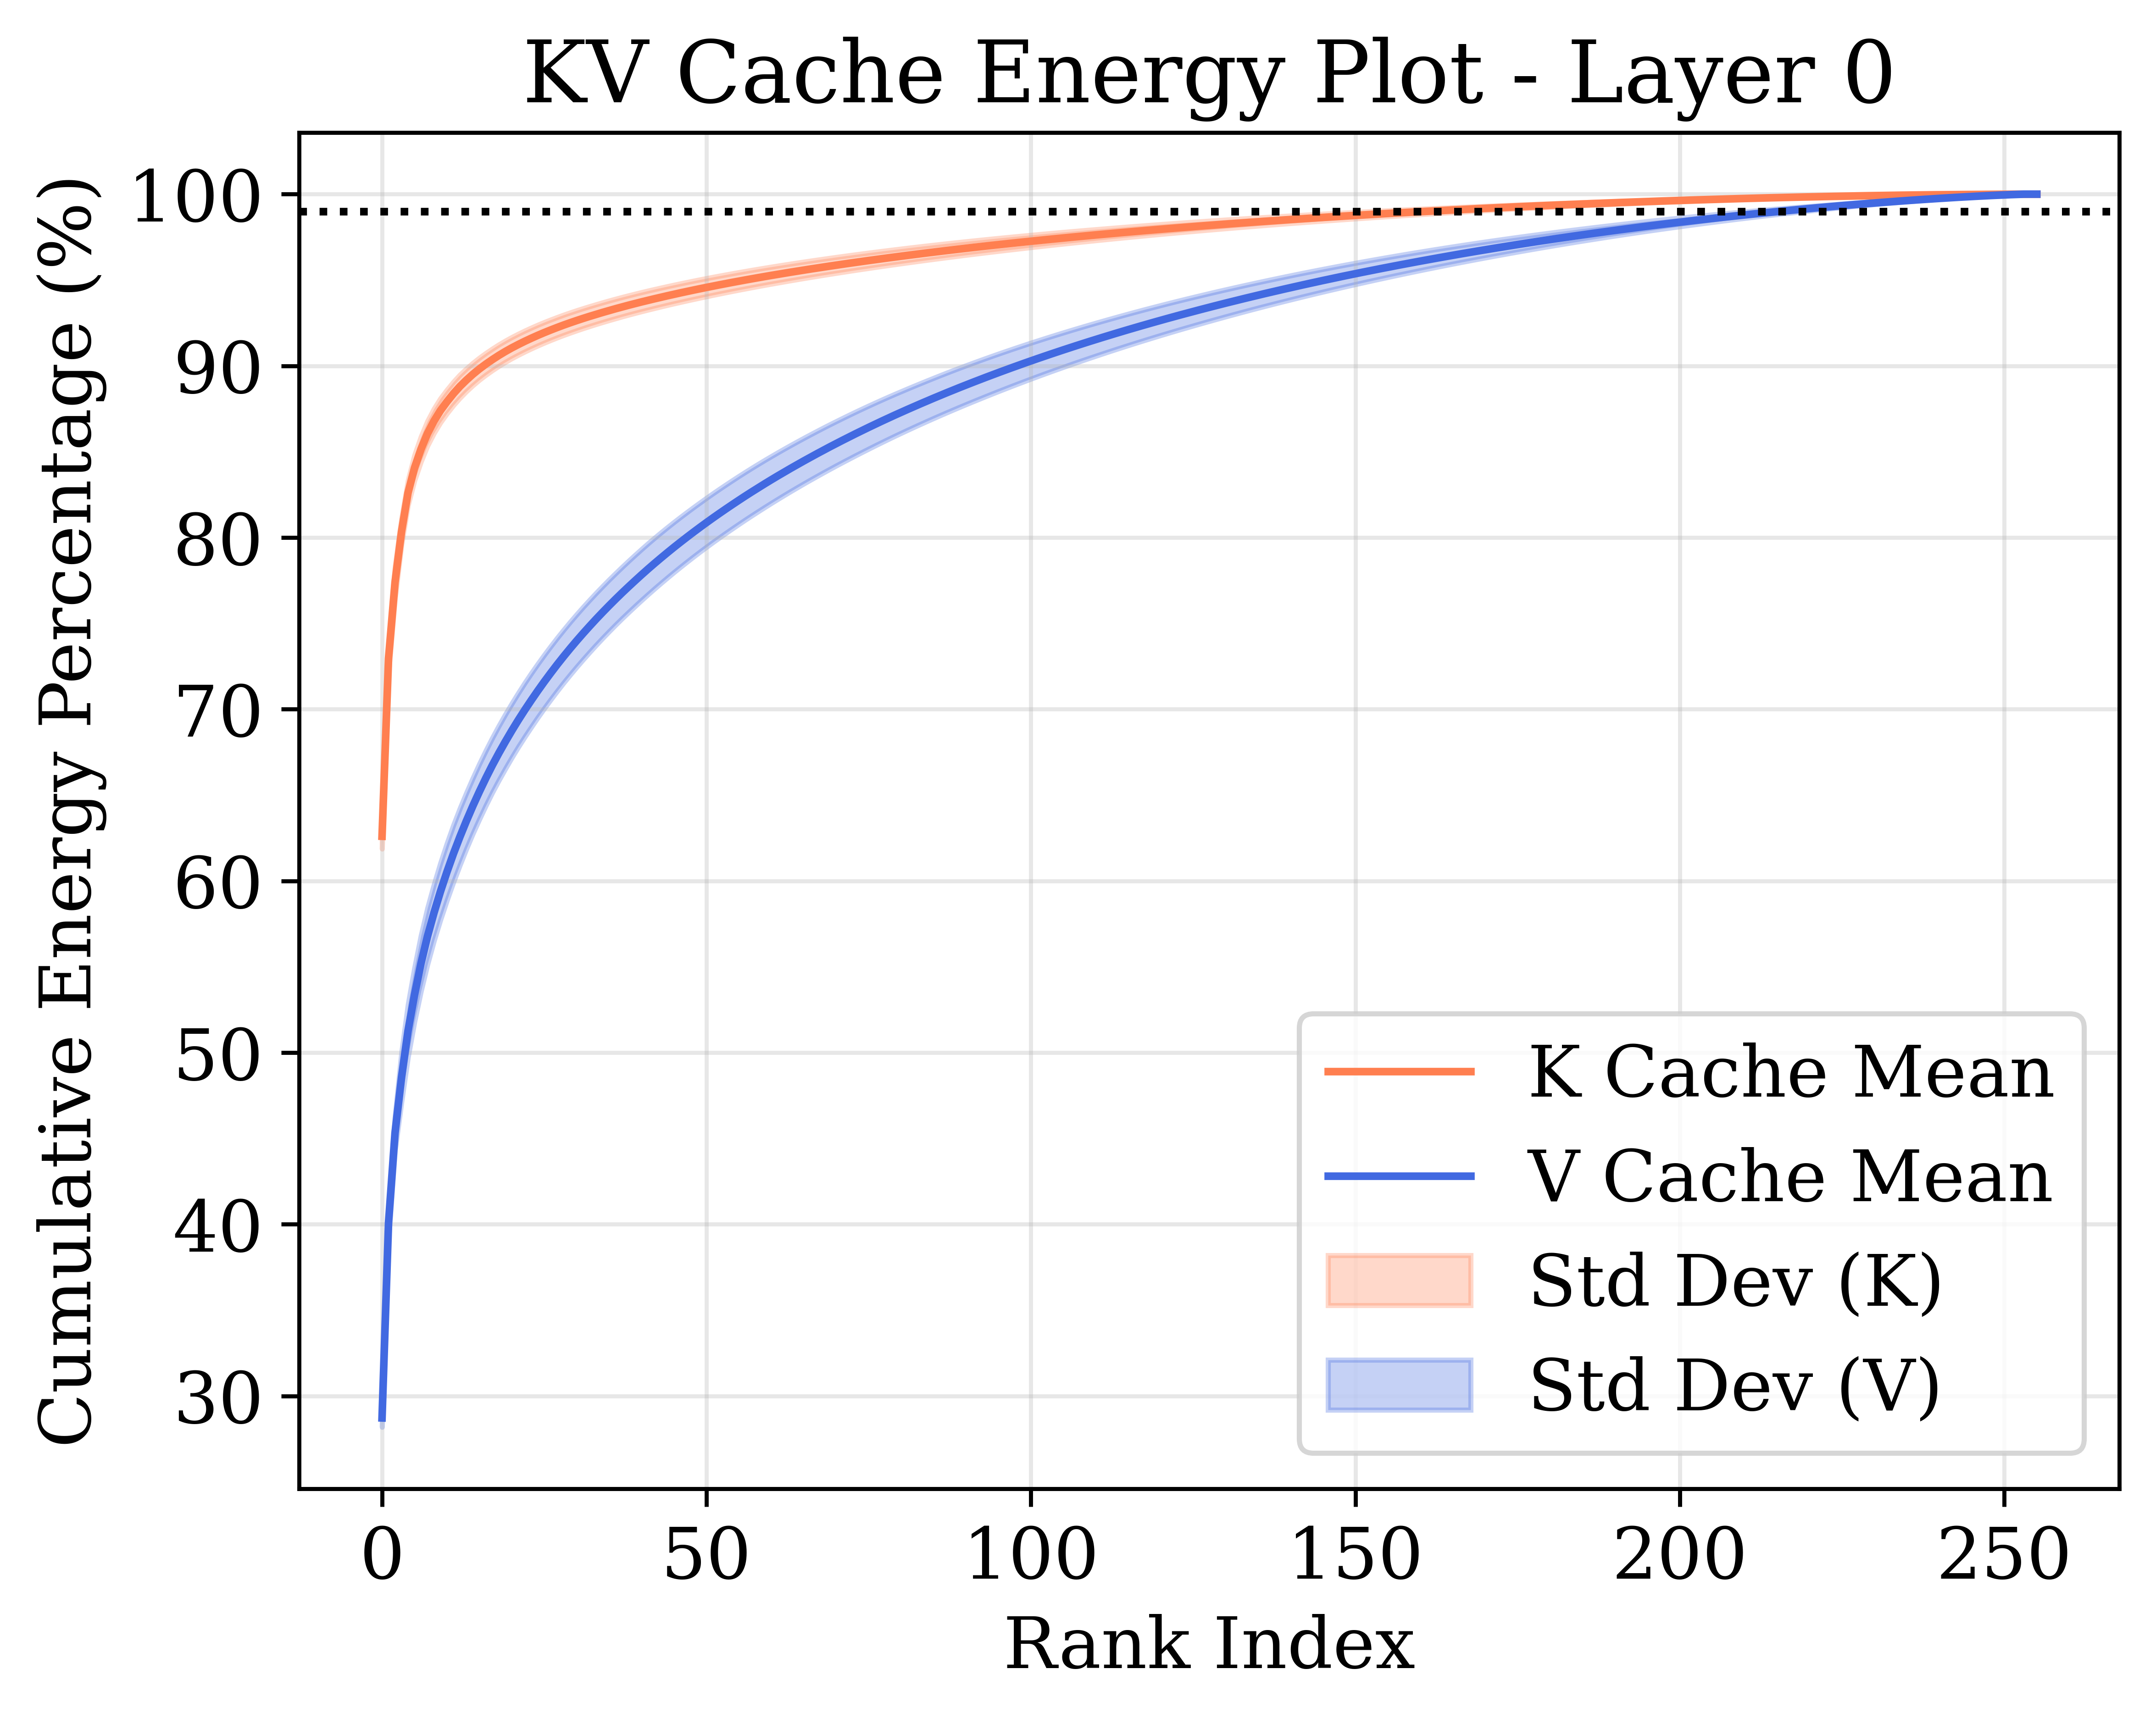 KV Cache Energy Plot - Layer 0
Cumulative Energy Percentage (%)
100
90
80
70
60
50
40
30
K Cache Mean
V Cache Mean
Std Dev (K)
Std Dev (V)
0 50 100 150 200 250
Rank Index